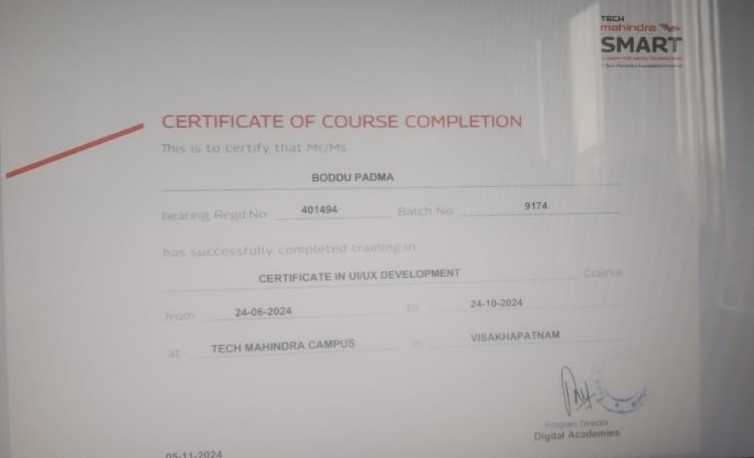 TECH
mahindra
SMART
CERTIFICATE OF COURSE COMPLETION
This is to certify that Mr/Ms.
BODDU PADMA
bearing Regd No 401494 Batch No 9174
has successfully completed training in
CERTIFICATE IN UI/UX DEVELOPMENT Course
from 24-06-2024 to 24-10-2024
at TECH MAHINDRA CAMPUS in VISAKHAPATNAM
Program Director
Digital Academies
05-11-2024